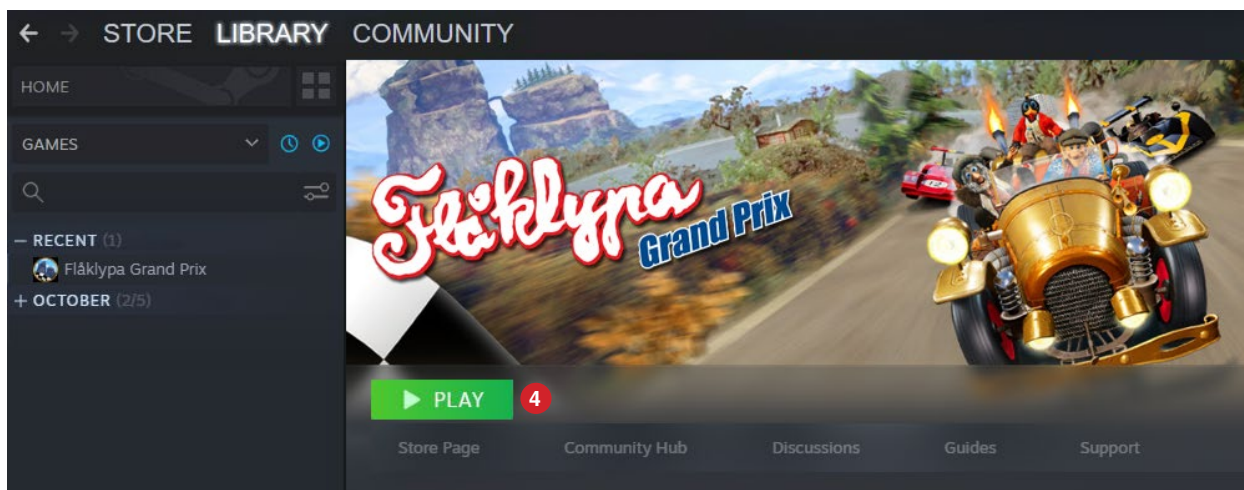 STORE LIBRARY COMMUNITY
HOME
GAMES
— RECENT (1)
Flåklypa Grand Prix
+ OCTOBER (2/5)
Flåklypa
Grand Prix
12
PLAY 4
Store Page Community Hub Discussions Guides Support